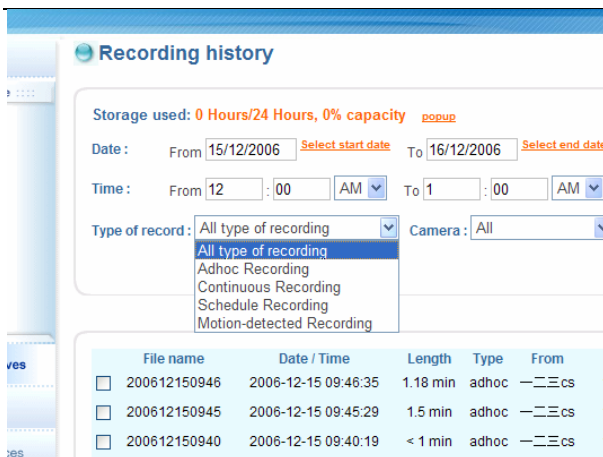 Recording history
Storage used: 0 Hours/24 Hours, 0% capacity popup
Date : From 15/12/2006 Select start date To 16/12/2006 Select end date
Time : From 12 : 00 AM To 1 : 00 AM
Type of record : All type of recording Camera : All
All type of recording
Adhoc Recording
Continuous Recording
Schedule Recording
Motion-detected Recording
File name Date / Time Length Type From
200612150946 2006-12-15 09:46:35 1.18 min adhoc 一二三cs
200612150945 2006-12-15 09:45:29 1.5 min adhoc 一二三cs
200612150940 2006-12-15 09:40:19 < 1 min adhoc 一二三cs